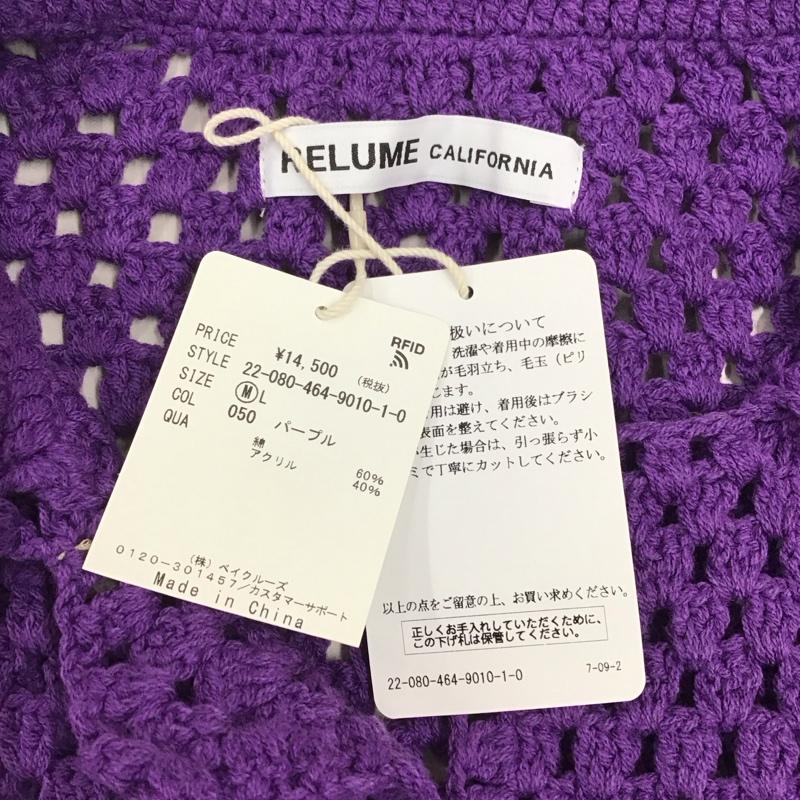 RELUME CALIFORNIA
RFID
PRICE ¥14,500 (税抜)
STYLE 22-080-464-9010-1-0
SIZE M L
COL 050 パープル
QUA
綿 60%
アクリル 40%
(株) ベイクルーズ
0120-301457/カスタマーサポート
Made in China
扱いについて
洗濯や着用中の摩擦に
が毛羽立ち、毛玉（ピリ
こます。
用は避け、着用後はブラシ
表面を整えてください。
生じた場合は、引っ張らず小
ミで丁寧にカットしてください。
以上の点をご留意の上、お買い求めください。
正しくお手入れしていただくために、
この下げ札は保管してください。
22-080-464-9010-1-0 7-09-2